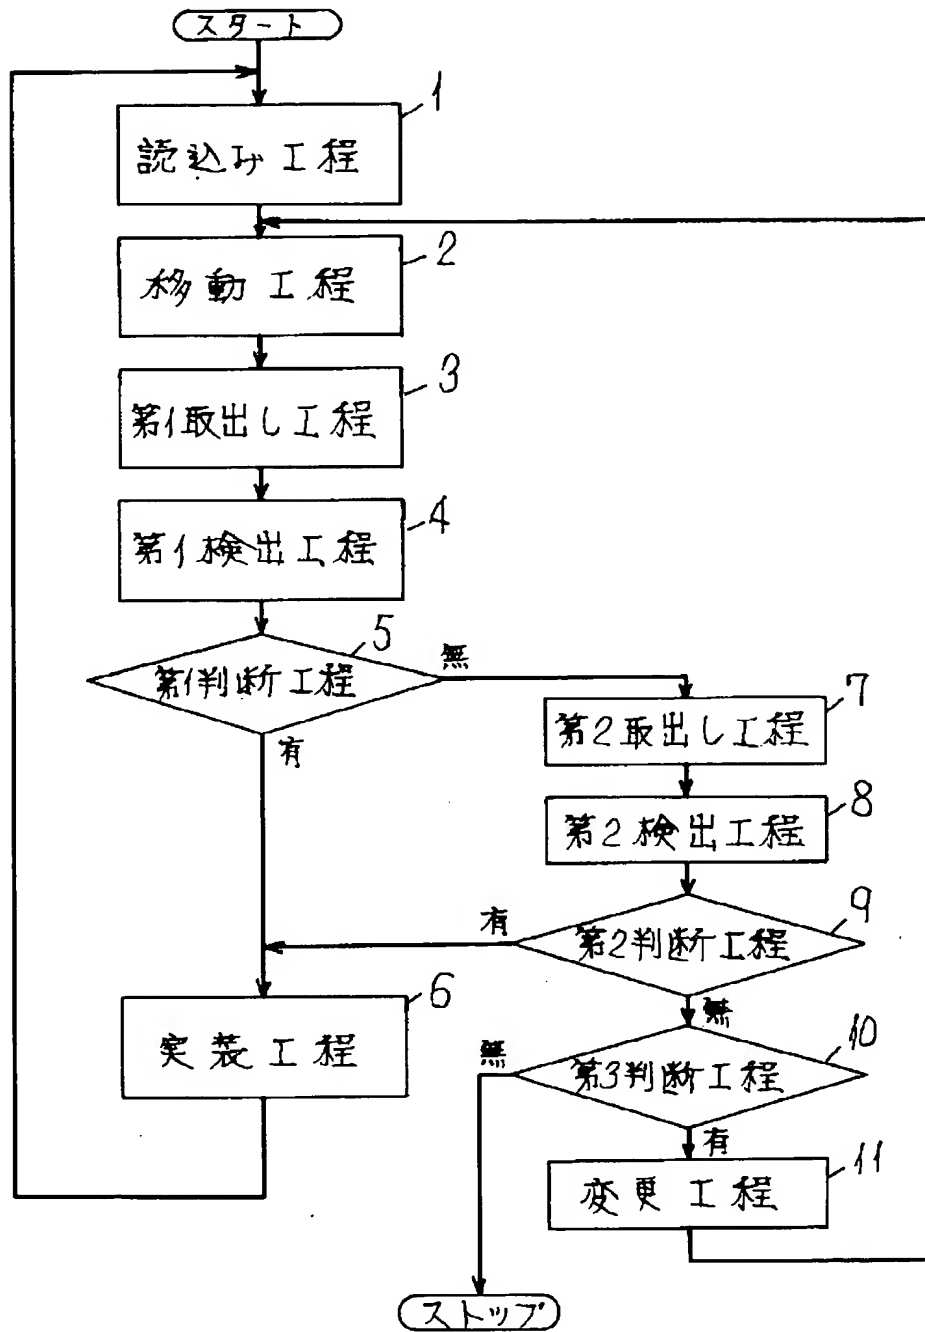 スタート
1
読込み工程
2
移動工程
3
第1取出し工程
4
第1検出工程
5
第1判断工程
無
有
7
第2取出し工程
8
第2検出工程
9
有
第2判断工程
無
6
実装工程
10
無
第3判断工程
有
11
変更工程
ストップ